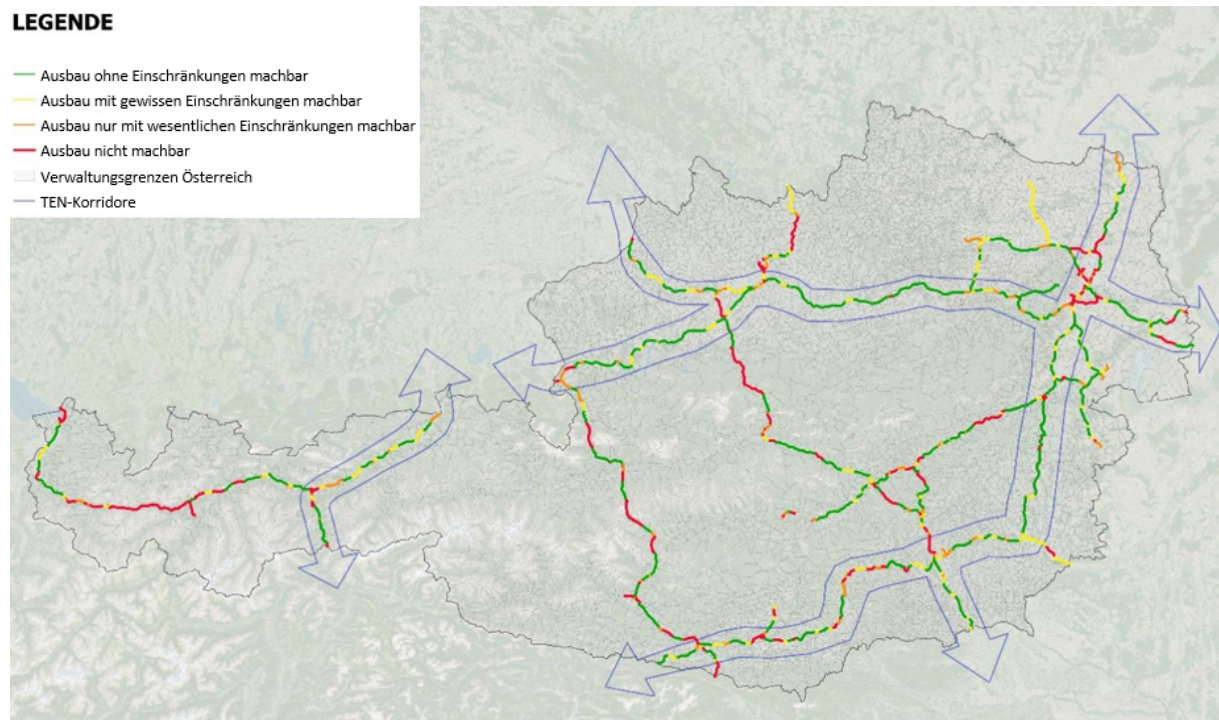 LEGENDE
Ausbau ohne Einschränkungen machbar
Ausbau mit gewissen Einschränkungen machbar
Ausbau nur mit wesentlichen Einschränkungen machbar
Ausbau nicht machbar
Verwaltungsgrenzen Österreich
TEN-Korridore